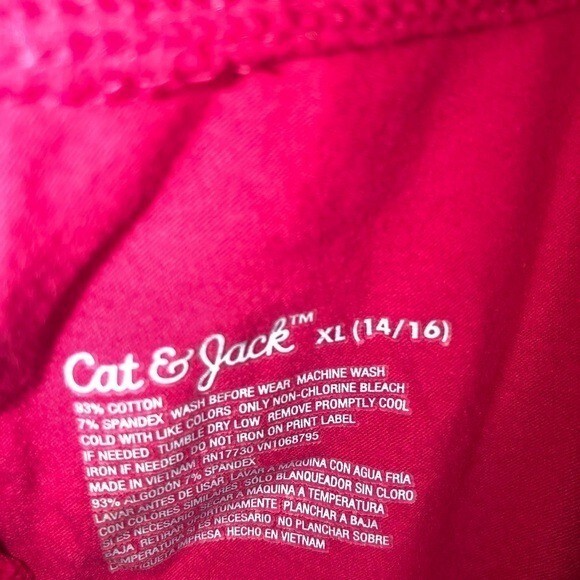 Cat & Jack™ XL (14/16)
93% COTTON
7% SPANDEX WASH BEFORE WEAR MACHINE WASH
COLD WITH LIKE COLORS ONLY NON-CHLORINE BLEACH
IF NEEDED TUMBLE DRY LOW REMOVE PROMPTLY COOL
IRON IF NEEDED DO NOT IRON ON PRINT LABEL
MADE IN VIETNAM RN17730 VN1068795
93% ALGODÓN 7% SPANDEX
LAVAR ANTES DE USAR, LAVAR A MÁQUINA CON AGUA FRÍA
CON COLORES SIMILARES SÓLO BLANQUEADOR SIN CLORO
SI ES NECESARIO SECAR A MÁQUINA A TEMPERATURA
BAJA RETIRAR OPORTUNAMENTE PLANCHAR A BAJA
TEMPERATURA SI ES NECESARIO NO PLANCHAR SOBRE
IMPRESA HECHO EN VIETNAM